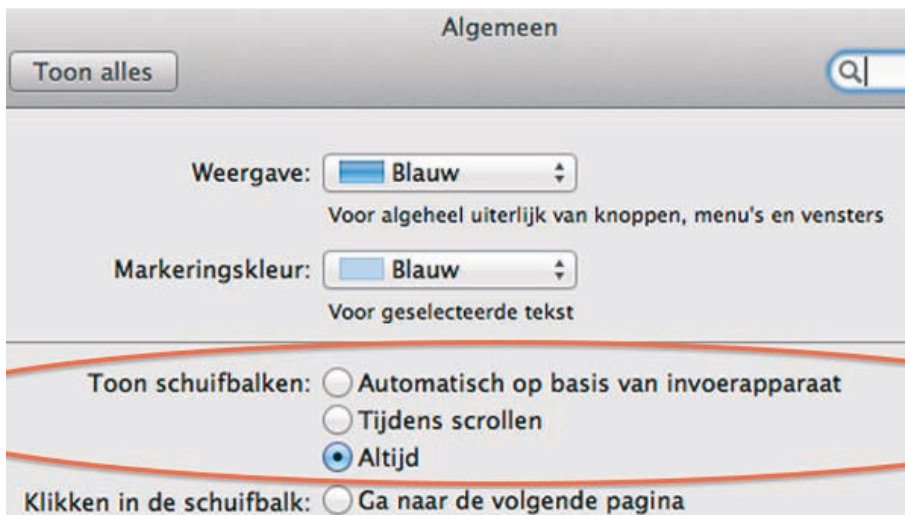 Algemeen
Toon alles
Weergave: Blauw
Voor algeheel uiterlijk van knoppen, menu's en vensters
Markeringskleur: Blauw
Voor geselecteerde tekst
Toon schuifbalken: Automatisch op basis van invoerapparaat
Tijdens scrollen
Altijd
Klikken in de schuifbalk: Ga naar de volgende pagina